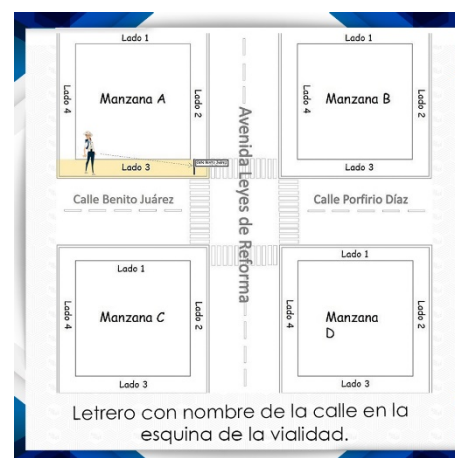 Lado 1
Lado 4
Manzana A
Lado 2
Lado 3
Calle Benito Juárez
Lado 1
Lado 4
Manzana B
Lado 2
Lado 3
Avenida Leyes de Reforma
Calle Benito Juárez
Calle Porfirio Díaz
Lado 1
Lado 4
Manzana C
Lado 2
Lado 3
Lado 1
Lado 4
Manzana
D
Lado 2
Lado 3
Letrero con nombre de la calle en la
esquina de la vialidad.